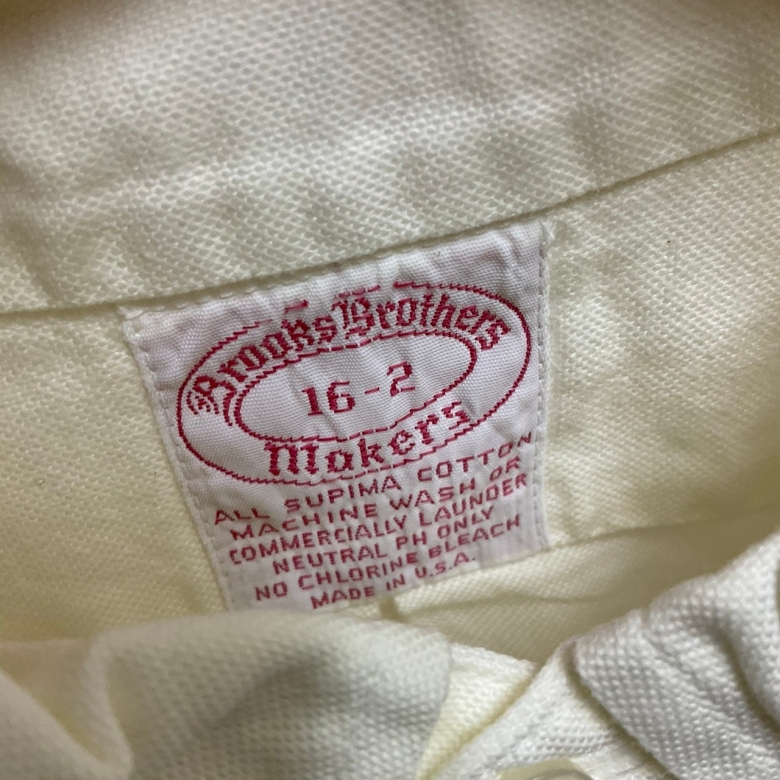 Brooks Brothers
16-2
Makers
ALL SUPIMA COTTON
MACHINE WASH OR
COMMERCIALLY LAUNDER
NEUTRAL PH ONLY
NO CHLORINE BLEACH
MADE IN U.S.A.